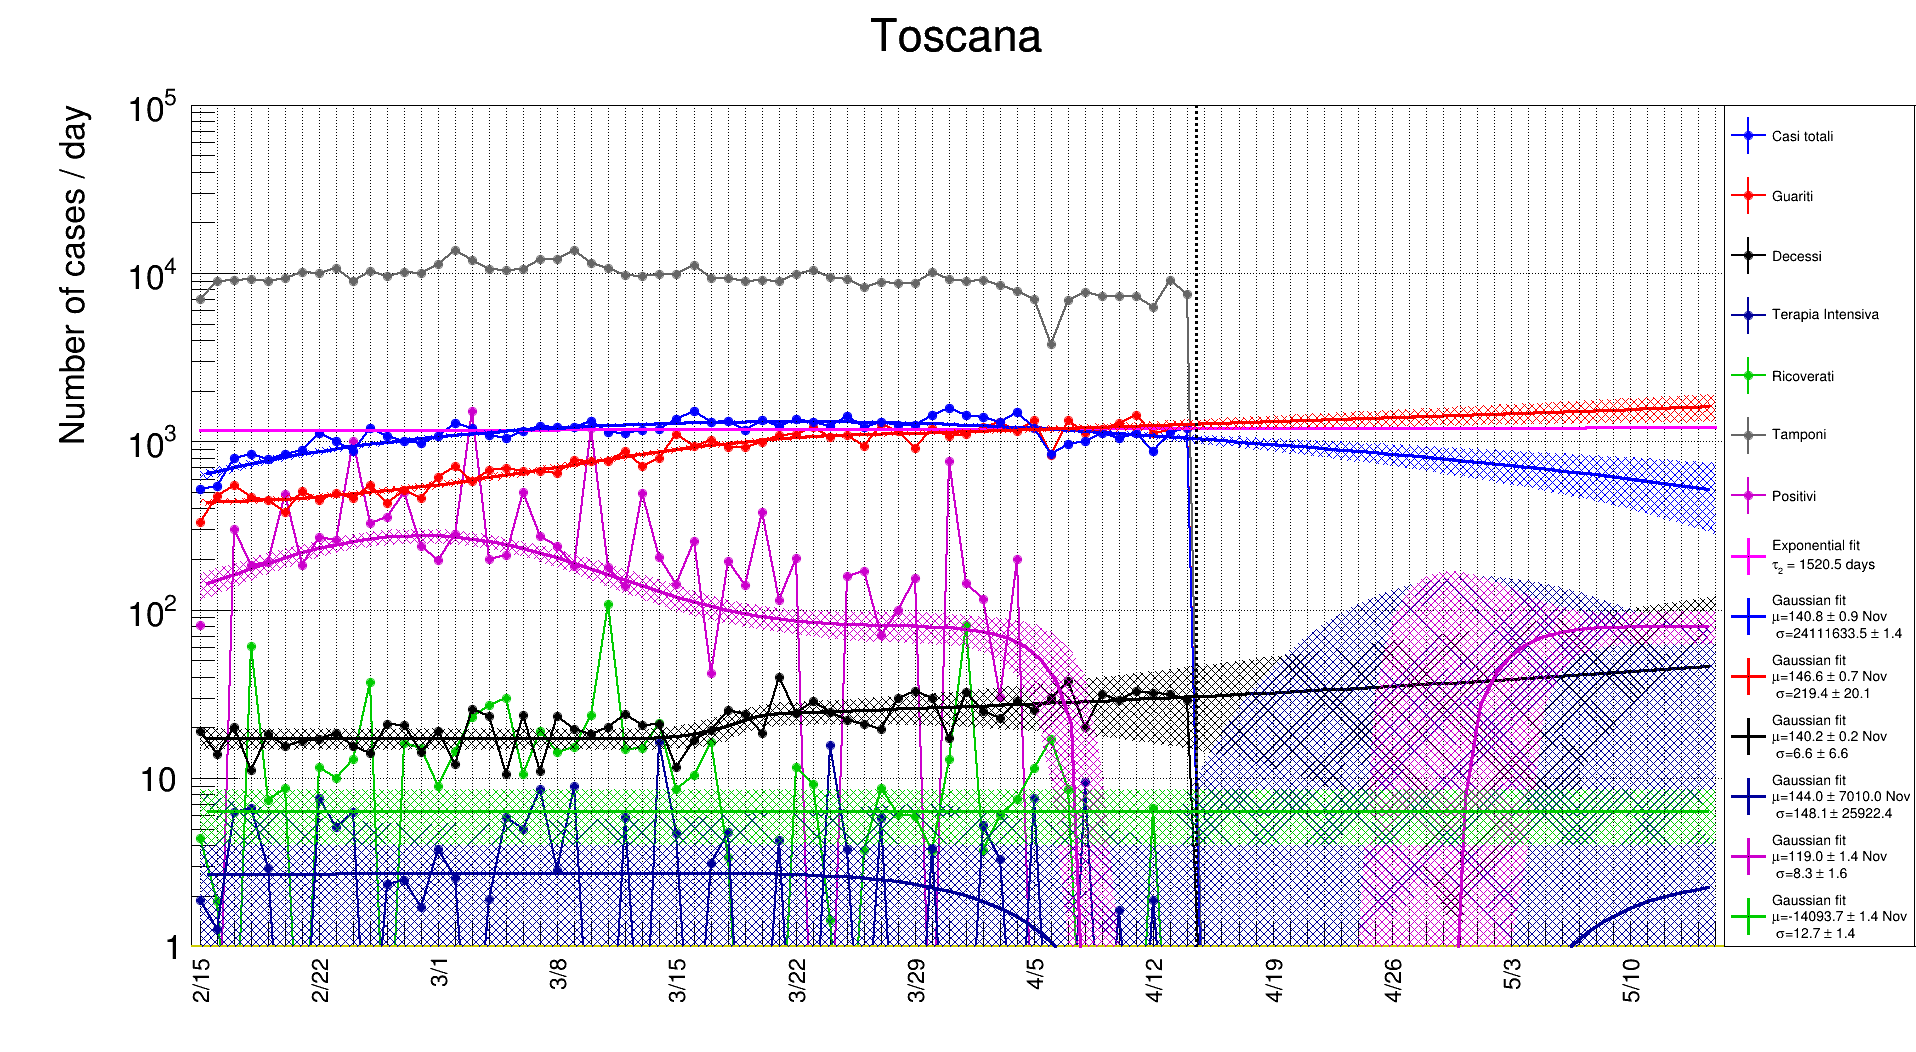 Toscana
Number of cases / day
10^5
10^4
10^3
10^2
10
1
2/15
2/22
3/1
3/8
3/15
3/22
3/29
4/5
4/12
4/19
4/26
5/3
5/10
Casi totali
Guariti
Decessi
Terapia Intensiva
Ricoverati
Tamponi
Positivi
Exponential fit
τ₂ = 1520.5 days
Gaussian fit
μ=140.8 ± 0.9 Nov
σ=24111633.5 ± 1.4
Gaussian fit
μ=146.6 ± 0.7 Nov
σ=219.4 ± 20.1
Gaussian fit
μ=140.2 ± 0.2 Nov
σ=6.6 ± 6.6
Gaussian fit
μ=144.0 ± 7010.0 Nov
σ=148.1 ± 25922.4
Gaussian fit
μ=119.0 ± 1.4 Nov
σ=8.3 ± 1.6
Gaussian fit
μ=-14093.7 ± 1.4 Nov
σ=12.7 ± 1.4